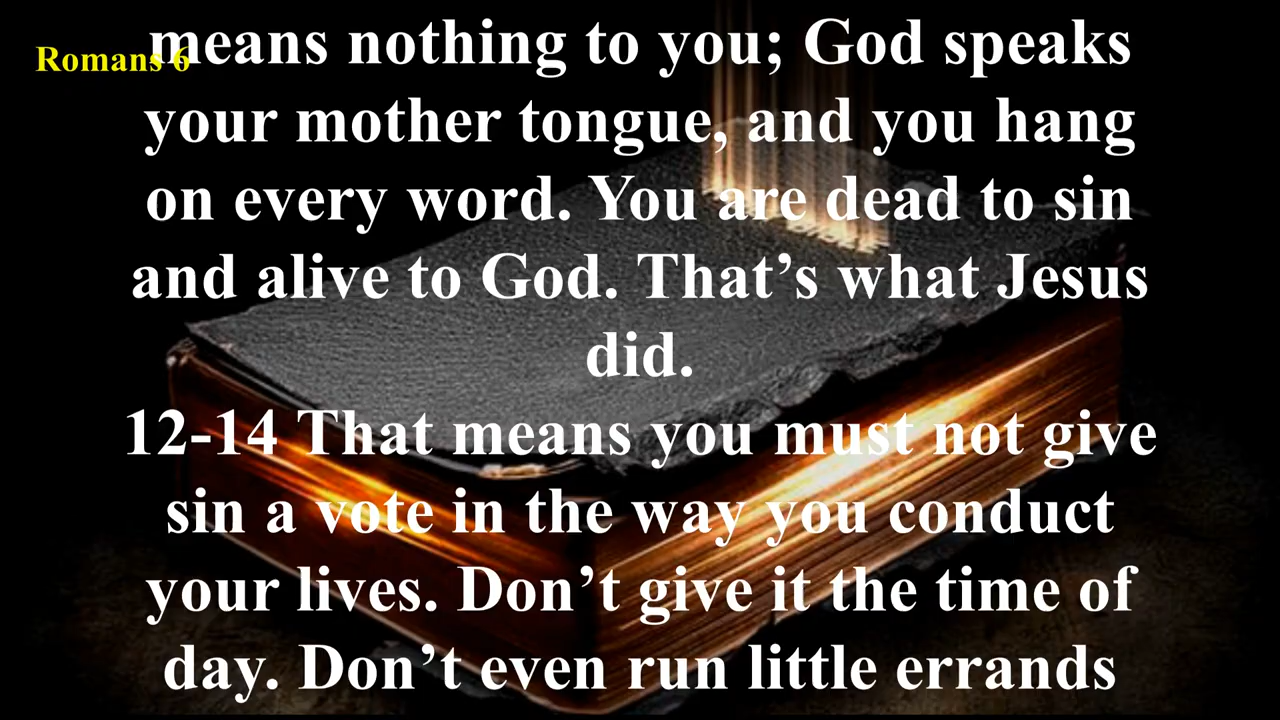 Romans 6
means nothing to you; God speaks
your mother tongue, and you hang
on every word. You are dead to sin
and alive to God. That’s what Jesus
did.
12-14 That means you must not give
sin a vote in the way you conduct
your lives. Don’t give it the time of
day. Don’t even run little errands